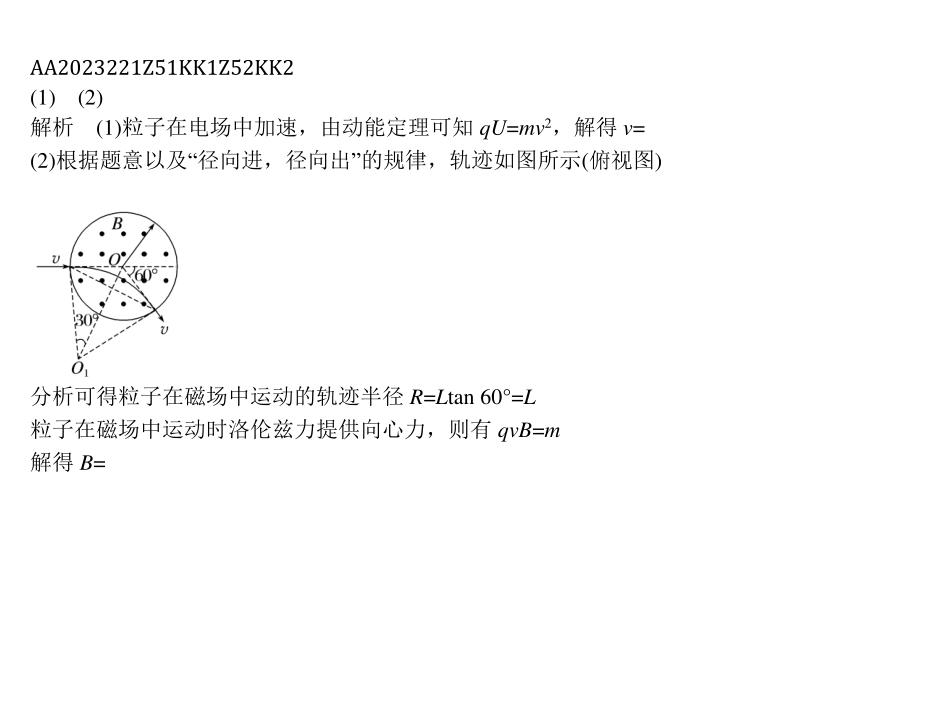 AA2023221Z51KK1Z52KK2
(1) (2)
解析 (1)粒子在电场中加速，由动能定理可知 qU=mv²，解得 v=
(2)根据题意以及“径向进，径向出”的规律，轨迹如图所示(俯视图)
B
v O 60°
30° v
O₁
分析可得粒子在磁场中运动的轨迹半径 R=Ltan 60°=L
粒子在磁场中运动时洛伦兹力提供向心力，则有 qvB=m
解得 B=